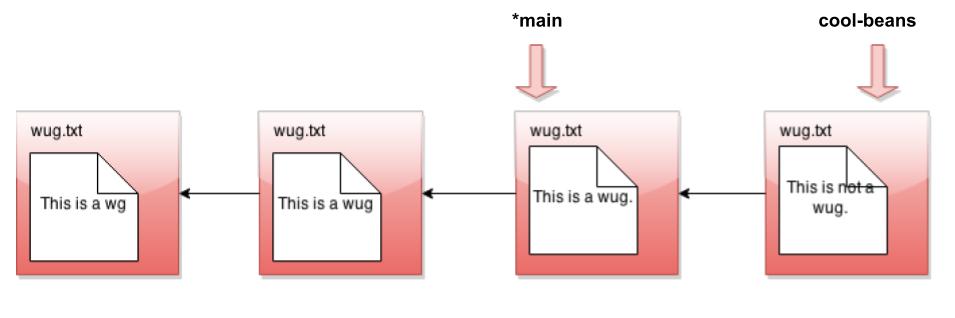 *main
cool-beans
wug.txt
This is a wg
wug.txt
This is a wug
wug.txt
This is a wug.
wug.txt
This is not a
wug.